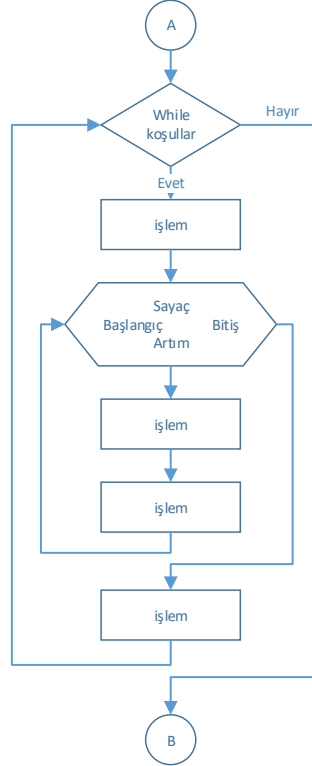 A
While
koşullar
Hayır
Evet
işlem
Sayaç
Başlangıç Bitiş
Artım
işlem
işlem
işlem
B